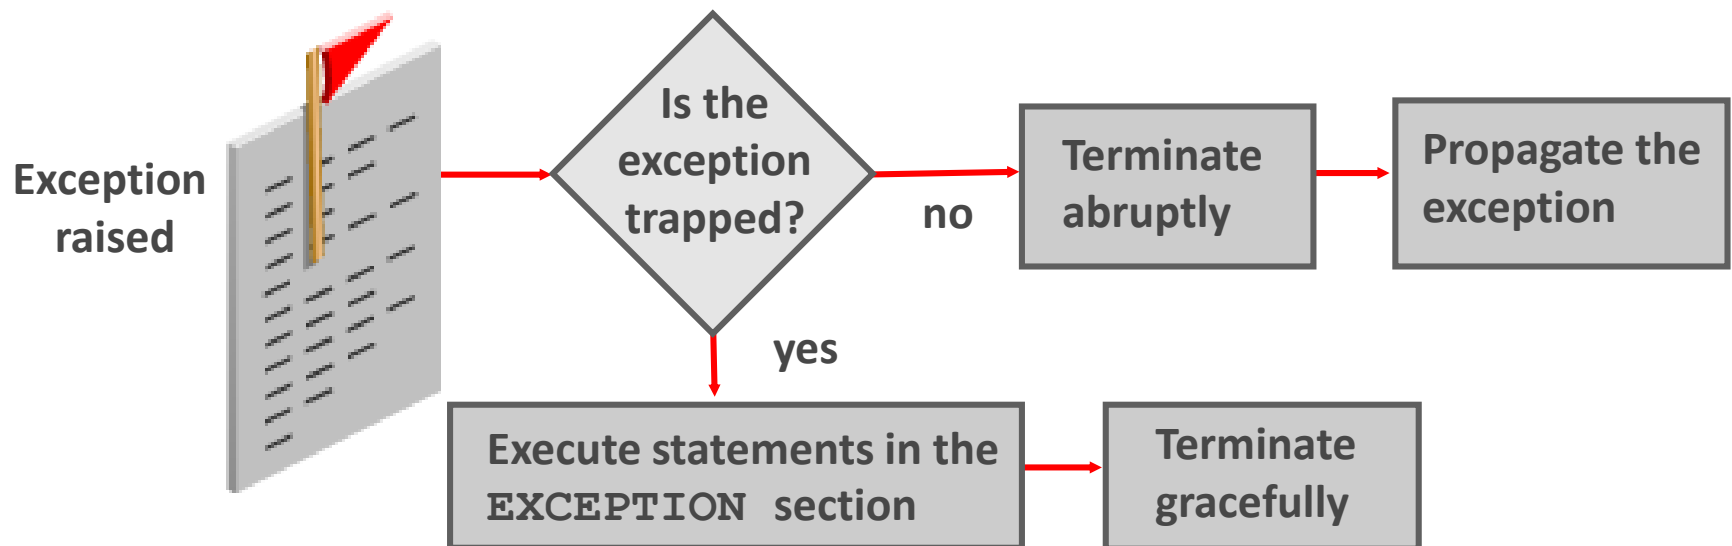 Exception
raised
Is the
exception
trapped?
no
Terminate
abruptly
Propagate the
exception
yes
Execute statements in the
EXCEPTION section
Terminate
gracefully